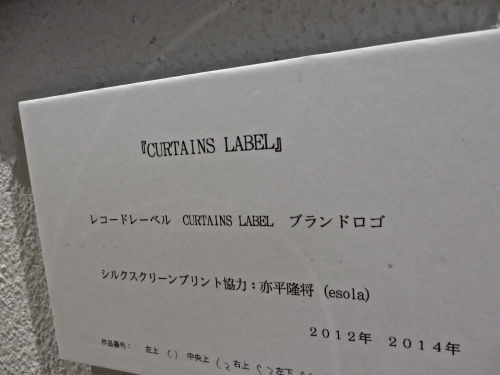 『CURTAINS LABEL』
レコードレーベル CURTAINS LABEL ブランドロゴ
シルクスクリーンプリント協力：亦平隆将 (esola)
2012年 2014年
作品番号： 左上 中央上 右上 左下